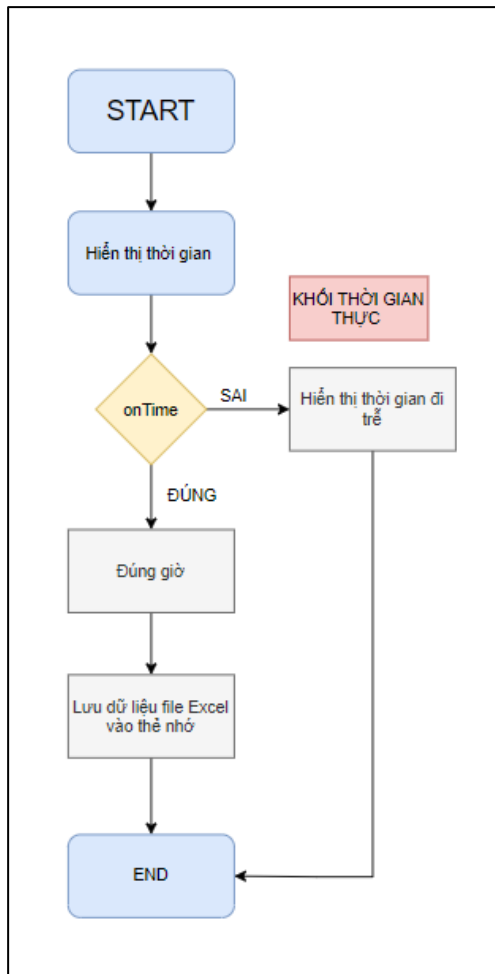 START
Hiển thị thời gian
KHỐI THỜI GIAN
THỰC
onTime
SAI
Hiển thị thời gian đi
trễ
ĐÚNG
Đúng giờ
Lưu dữ liệu file Excel
vào thẻ nhớ
END